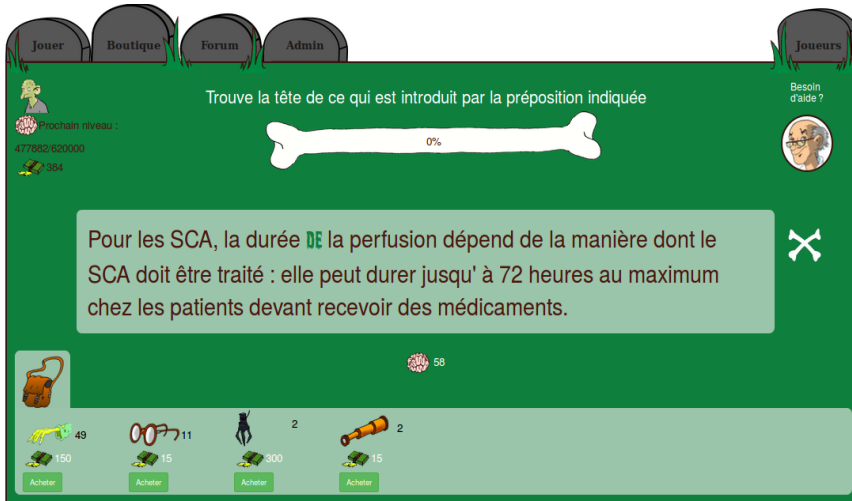 Jouer
Boutique
Forum
Admin
Joueurs
Trouve la tête de ce qui est introduit par la préposition indiquée
Besoin
d'aide ?
Prochain niveau :
477882/620000
384
0%
Pour les SCA, la durée DE la perfusion dépend de la manière dont le
SCA doit être traité : elle peut durer jusqu' à 72 heures au maximum
chez les patients devant recevoir des médicaments.
58
49
11
2
2
150
15
300
15
Acheter
Acheter
Acheter
Acheter